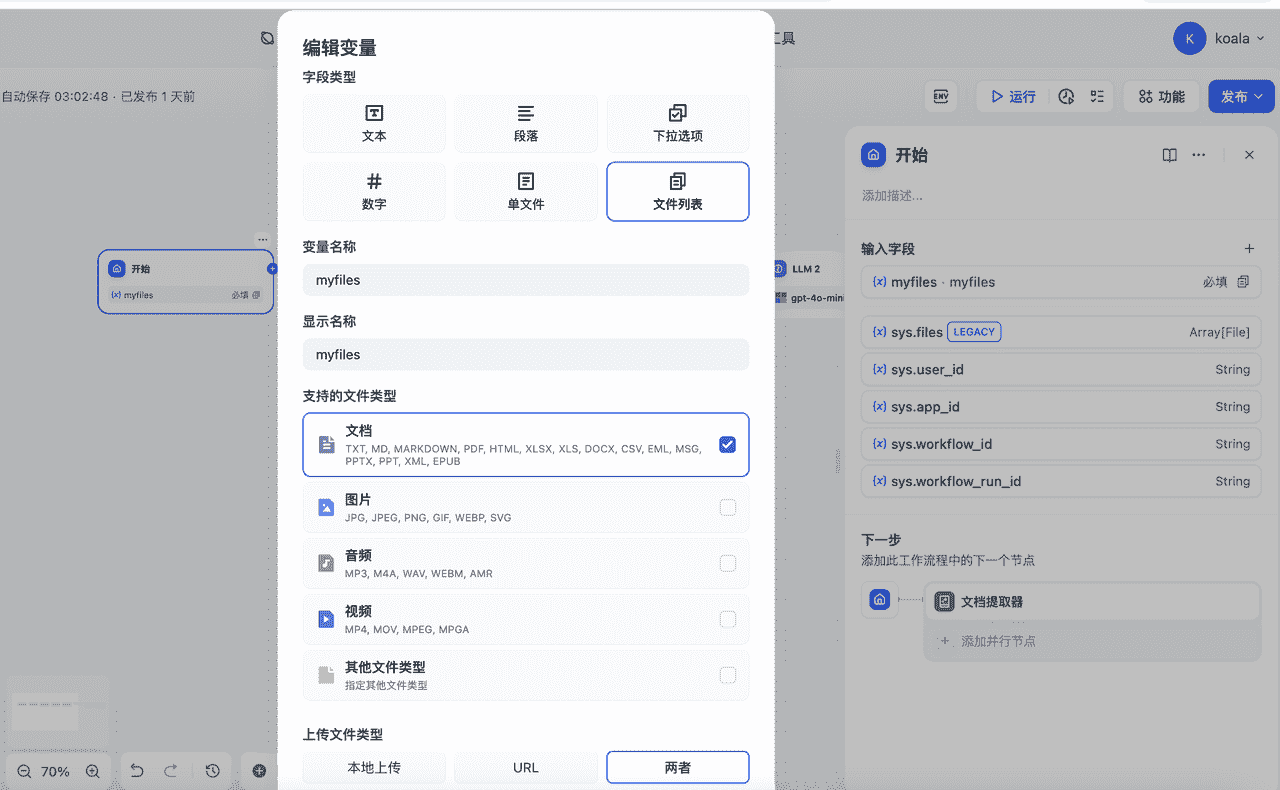 工具
K
koala
自动保存 03:02:48 · 已发布 1 天前
ENV
运行
功能
发布
编辑变量
字段类型
文本
段落
下拉选项
数字
单文件
文件列表
变量名称
myfiles
显示名称
myfiles
支持的文件类型
文档
TXT, MD, MARKDOWN, PDF, HTML, XLSX, XLS, DOCX, CSV, EML, MSG,
PPTX, PPT, XML, EPUB
图片
JPG, JPEG, PNG, GIF, WEBP, SVG
音频
MP3, M4A, WAV, WEBM, AMR
视频
MP4, MOV, MPEG, MPGA
其他文件类型
指定其他文件类型
上传文件类型
本地上传
URL
两者
开始
{x} myfiles
必填
LLM 2
gpt-4o-mini
70%
开始
添加描述...
输入字段
{x} myfiles · myfiles
必填
{x} sys.files LEGACY
Array[File]
{x} sys.user_id
String
{x} sys.app_id
String
{x} sys.workflow_id
String
{x} sys.workflow_run_id
String
下一步
添加此工作流程中的下一个节点
文档提取器
+ 添加并行节点